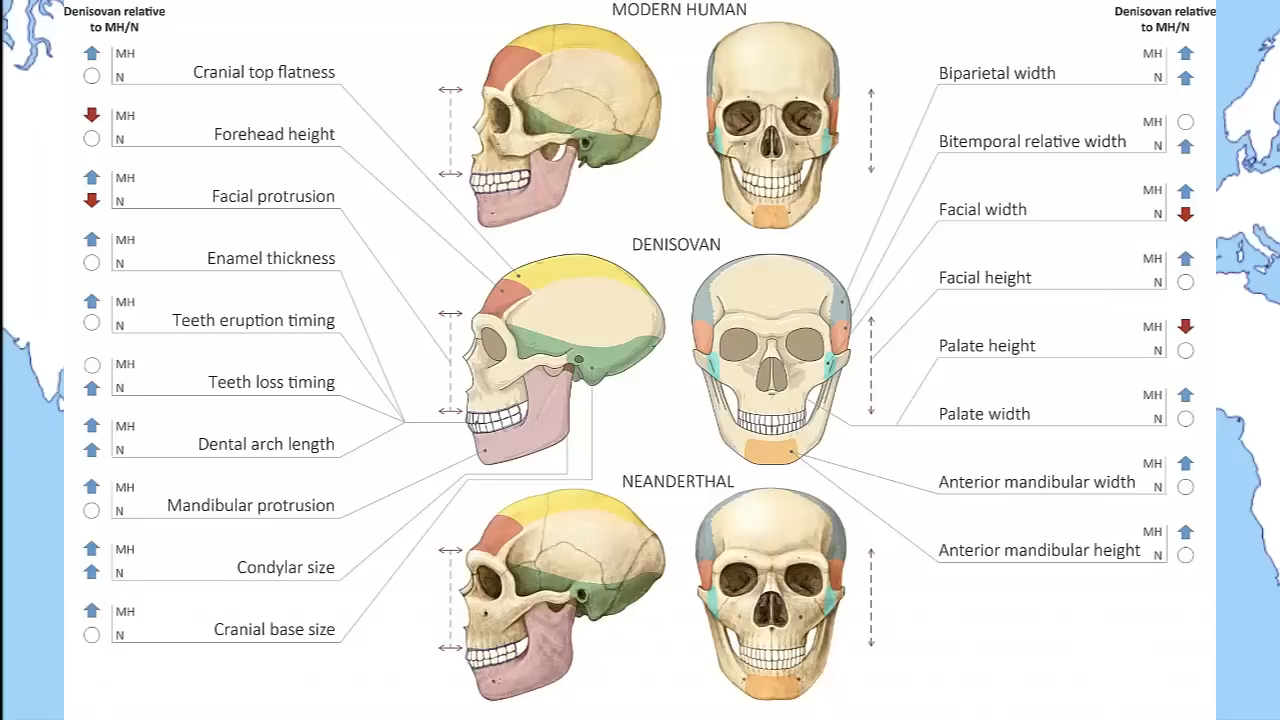 Denisovan relative
to MH/N
MH
N
Cranial top flatness
MH
N
Forehead height
MH
N
Facial protrusion
MH
N
Enamel thickness
MH
N
Teeth eruption timing
MH
N
Teeth loss timing
MH
N
Dental arch length
MH
N
Mandibular protrusion
MH
N
Condylar size
MH
N
Cranial base size
MODERN HUMAN
DENISOVAN
NEANDERTHAL
Denisovan relative
to MH/N
Biparietal width
MH
N
Bitemporal relative width
MH
N
Facial width
MH
N
Facial height
MH
N
Palate height
MH
N
Palate width
MH
N
Anterior mandibular width
MH
N
Anterior mandibular height
MH
N